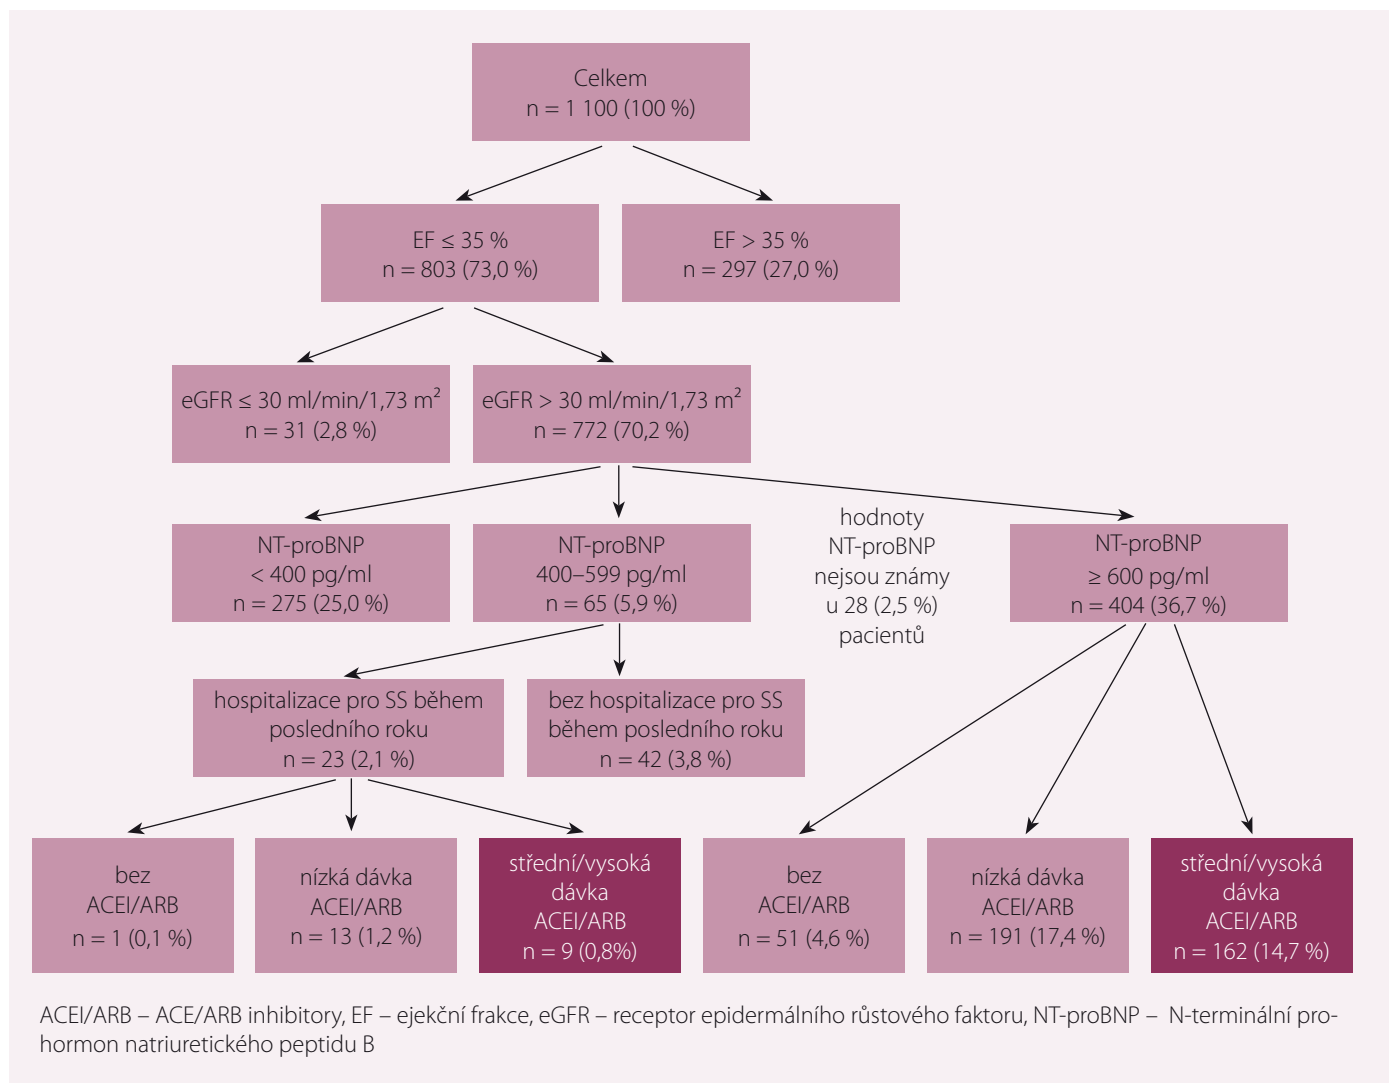 Celkem
n = 1 100 (100 %)
EF ≤ 35 %
n = 803 (73,0 %)
EF > 35 %
n = 297 (27,0 %)
eGFR ≤ 30 ml/min/1,73 m²
n = 31 (2,8 %)
eGFR > 30 ml/min/1,73 m²
n = 772 (70,2 %)
NT-proBNP
< 400 pg/ml
n = 275 (25,0 %)
NT-proBNP
400–599 pg/ml
n = 65 (5,9 %)
hodnoty
NT-proBNP
nejsou známy
u 28 (2,5 %)
pacientů
NT-proBNP
≥ 600 pg/ml
n = 404 (36,7 %)
hospitalizace pro SS během
posledního roku
n = 23 (2,1 %)
bez hospitalizace pro SS
během posledního roku
n = 42 (3,8 %)
bez
ACEI/ARB
n = 1 (0,1 %)
nízká dávka
ACEI/ARB
n = 13 (1,2 %)
střední/vysoká
dávka
ACEI/ARB
n = 9 (0,8%)
bez
ACEI/ARB
n = 51 (4,6 %)
nízká dávka
ACEI/ARB
n = 191 (17,4 %)
střední/vysoká
dávka
ACEI/ARB
n = 162 (14,7 %)
ACEI/ARB – ACE/ARB inhibitory, EF – ejekční frakce, eGFR – receptor epidermálního růstového faktoru, NT-proBNP – N-terminální pro-
hormon natriuretického peptidu B